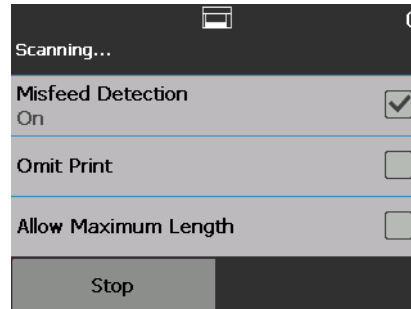 Scanning...
Misfeed Detection
On
Omit Print
Allow Maximum Length
Stop